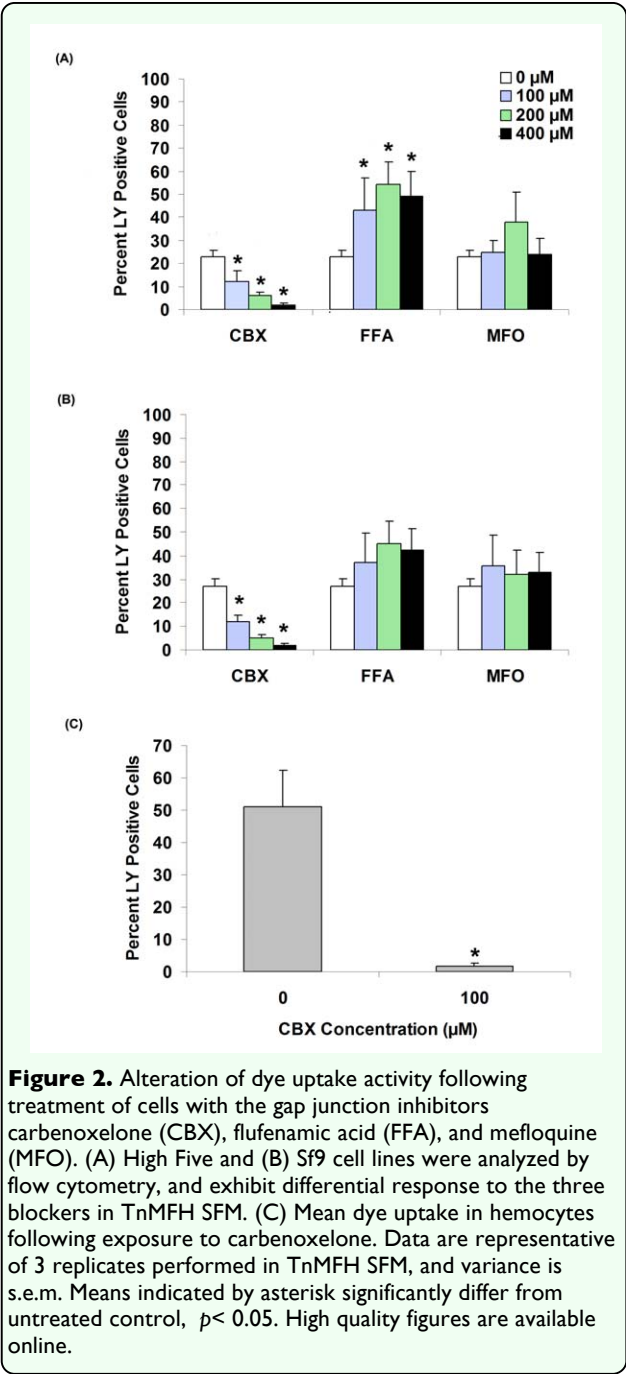 (A)
Percent LY Positive Cells
100
90
80
70
60
50
40
30
20
10
0
0 µM
100 µM
200 µM
400 µM
* * *
* * *
CBX FFA MFO
(B)
Percent LY Positive Cells
100
90
80
70
60
50
40
30
20
10
0
* * *
CBX FFA MFO
(C)
Percent LY Positive Cells
70
60
50
40
30
20
10
0
*
0 100
CBX Concentration (µM)
Figure 2. Alteration of dye uptake activity following
treatment of cells with the gap junction inhibitors
carbenoxelone (CBX), flufenamic acid (FFA), and mefloquine
(MFO). (A) High Five and (B) Sf9 cell lines were analyzed by
flow cytometry, and exhibit differential response to the three
blockers in TnMFH SFM. (C) Mean dye uptake in hemocytes
following exposure to carbenoxelone. Data are representative
of 3 replicates performed in TnMFH SFM, and variance is
s.e.m. Means indicated by asterisk significantly differ from
untreated control, p< 0.05. High quality figures are available
online.